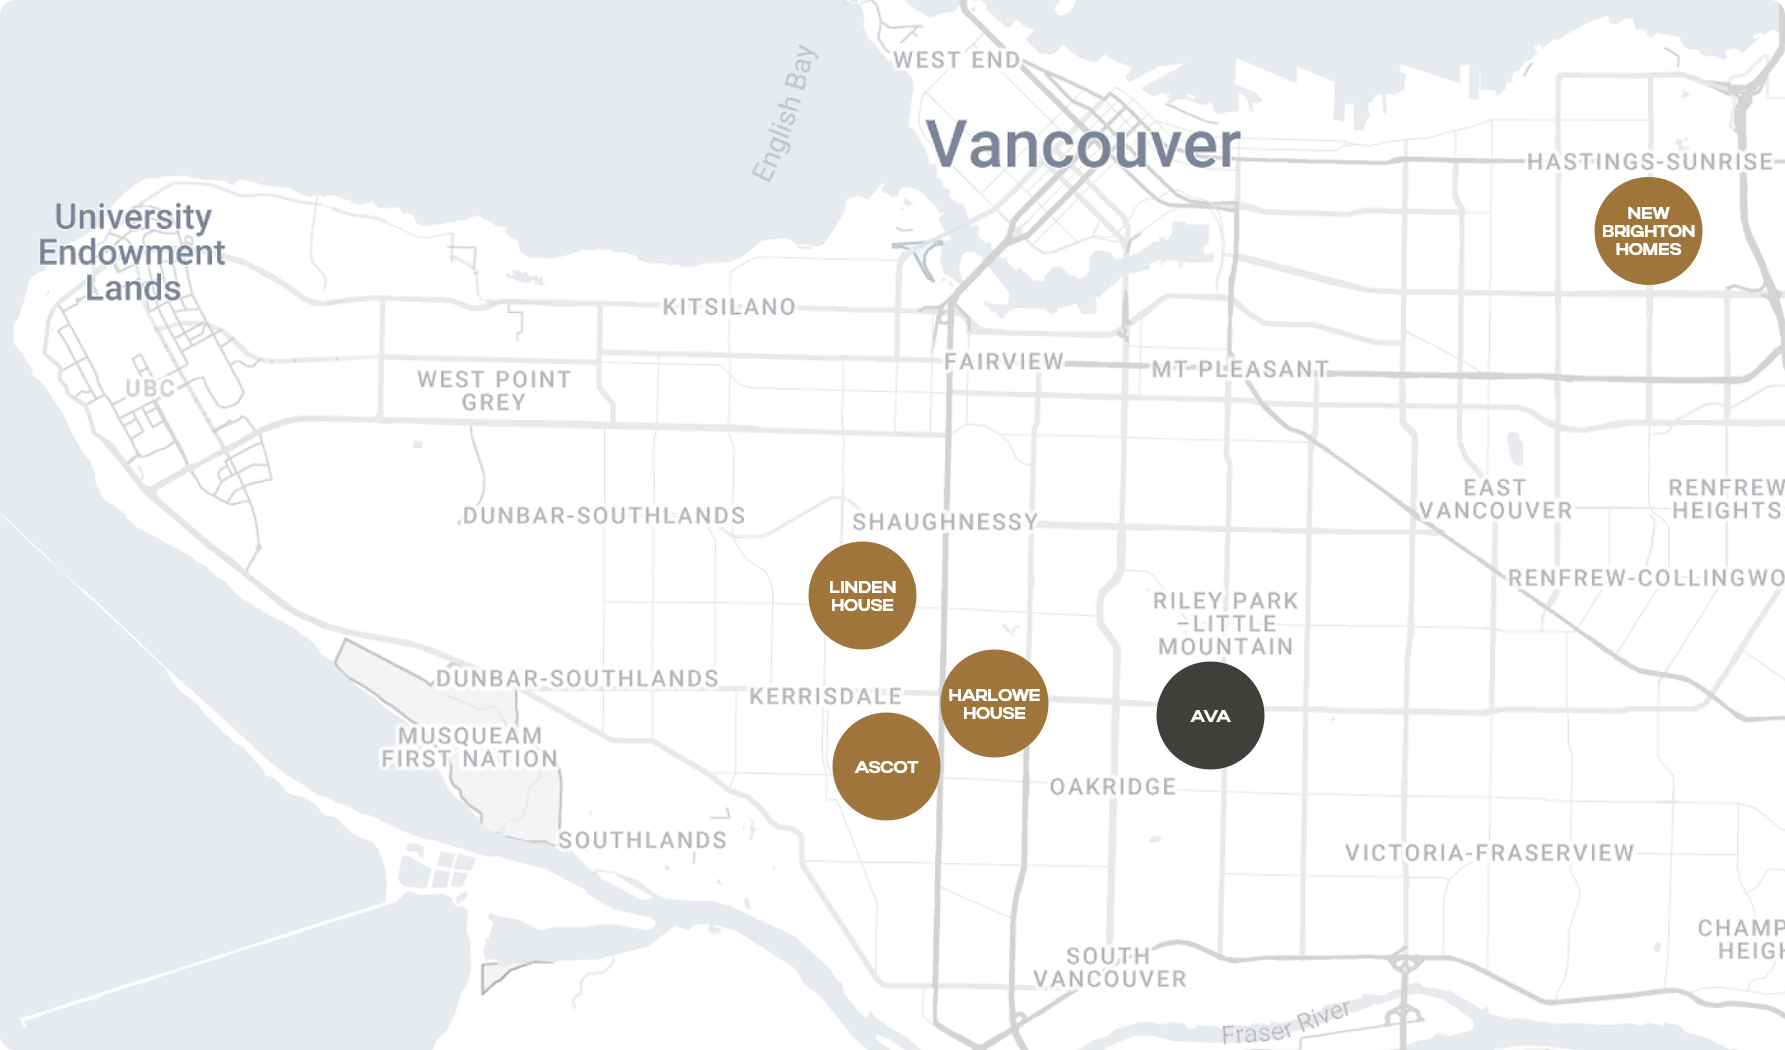 WEST END
English Bay
Vancouver
HASTINGS-SUNRISE
University
Endowment
Lands
NEW
BRIGHTON
HOMES
KITSILANO
FAIRVIEW
MT PLEASANT
UBC
WEST POINT
GREY
EAST
VANCOUVER
RENFREW
HEIGHTS
DUNBAR-SOUTHLANDS
SHAUGHNESSY
RENFREW-COLLINGWO
LINDEN
HOUSE
RILEY PARK
–LITTLE
MOUNTAIN
DUNBAR-SOUTHLANDS
KERRISDALE
HARLOWE
HOUSE
AVA
MUSQUEAM
FIRST NATION
ASCOT
OAKRIDGE
SOUTHLANDS
VICTORIA-FRASERVIEW
CHAMP
HEIGH
SOUTH
VANCOUVER
Fraser River